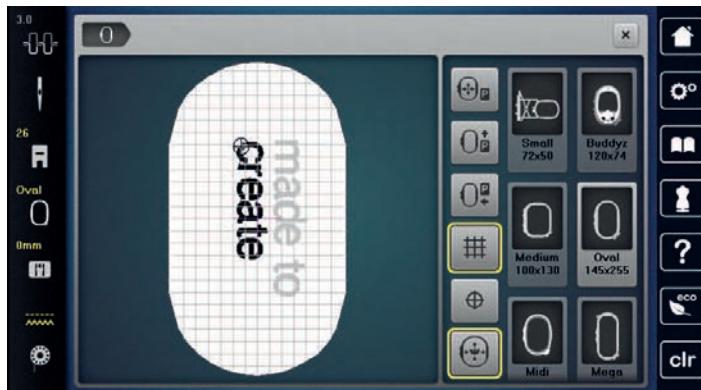 3.0
26
Oval
0mm
made to
create
P
P
P
Small
72x50
Buddyz
120x74
Medium
100x130
Oval
145x255
Midi
Mega
?
eco
clr